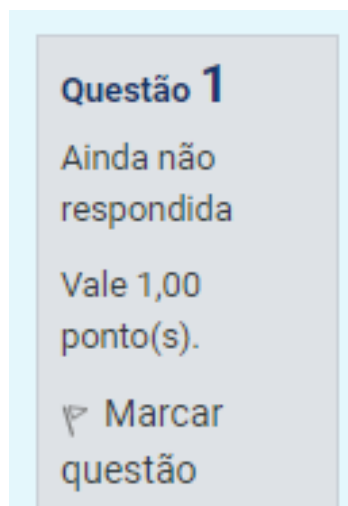 Questão 1
Ainda não
respondida
Vale 1,00
ponto(s).
Marcar
questão